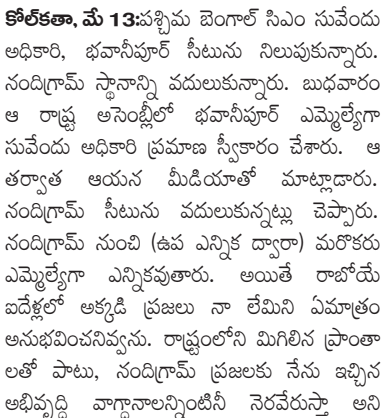 కోల్‌కతా, మే 13:పశ్చిమ బెంగాల్ సిఎం సువేందు
అధికారి, భవానీపూర్ సీటును నిలుపుకున్నారు.
నందిగ్రామ్ స్థానాన్ని వదులుకున్నారు. బుధవారం
ఆ రాష్ట్ర అసెంబ్లీలో భవానీపూర్ ఎమ్మెల్యేగా
సువేందు అధికారి ప్రమాణ స్వీకారం చేశారు. ఆ
తర్వాత ఆయన మీడియాతో మాట్లాడారు.
నందిగ్రామ్ సీటును వదులుకున్నట్లు చెప్పారు.
నందిగ్రామ్ నుంచి (ఉప ఎన్నిక ద్వారా) మరొకరు
ఎమ్మెల్యేగా ఎన్నికవుతారు. అయితే రాబోయే
ఐదేళ్లలో అక్కడి ప్రజలు నా లేమిని ఏమాత్రం
అనుభవించనివ్వను. రాష్ట్రంలోని మిగిలిన ప్రాంతా
లతో పాటు, నందిగ్రామ్ ప్రజలకు నేను ఇచ్చిన
అభివృద్ధి వాగ్దానాలన్నింటినీ నెరవేరుస్తా అని